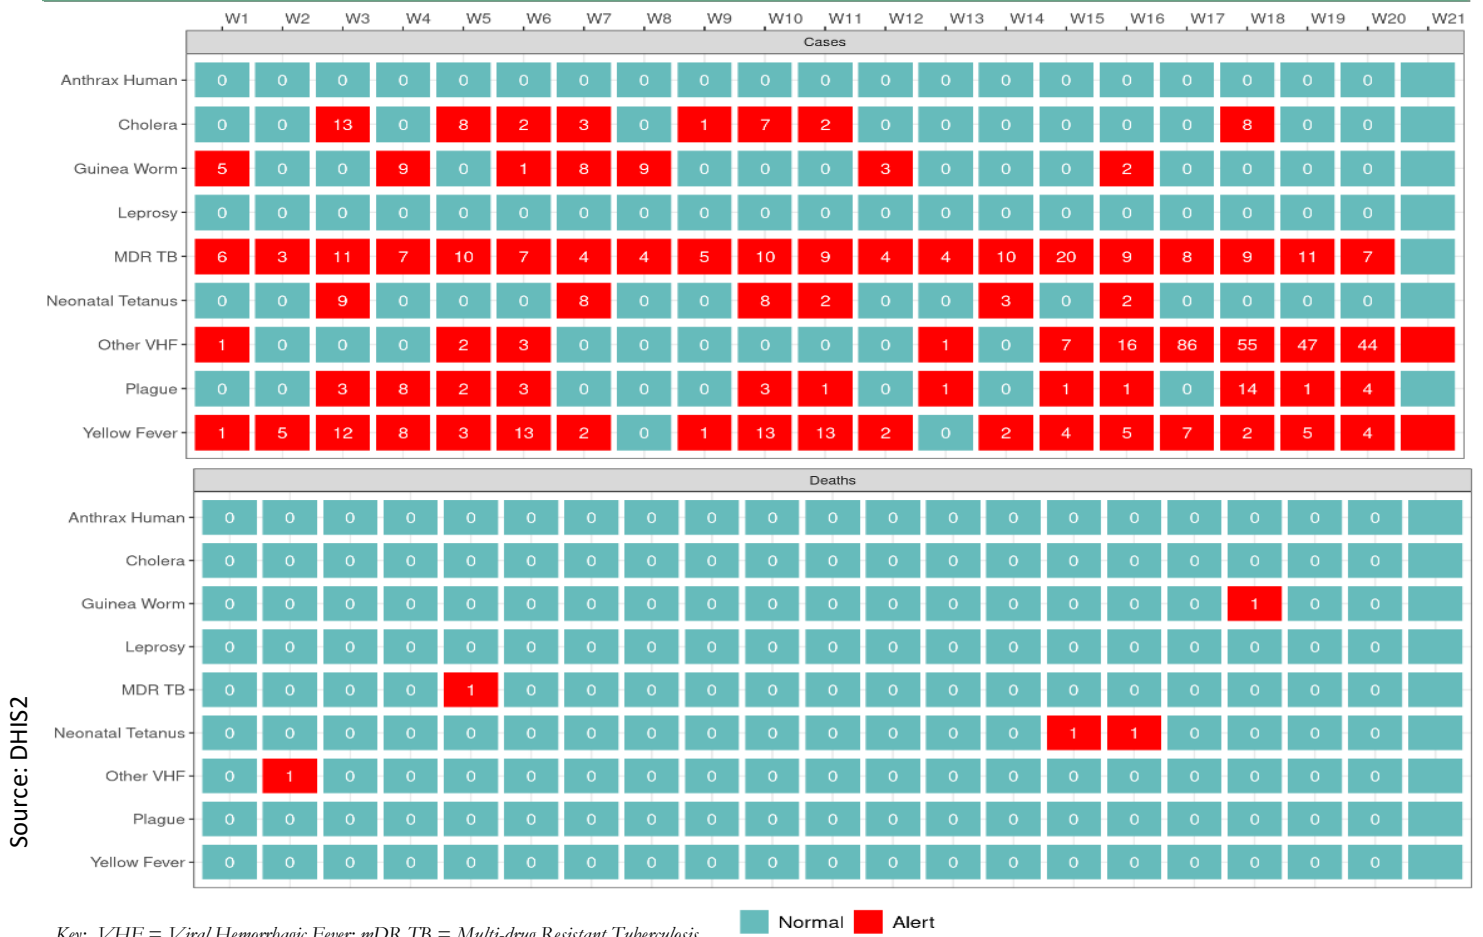 W1 W2 W3 W4 W5 W6 W7 W8 W9 W10 W11 W12 W13 W14 W15 W16 W17 W18 W19 W20 W21
Cases
Anthrax Human 0 0 0 0 0 0 0 0 0 0 0 0 0 0 0 0 0 0 0 0
Cholera 0 0 13 0 8 2 3 0 1 7 2 0 0 0 0 0 0 8 0 0
Guinea Worm 5 0 0 9 0 1 8 9 0 0 0 3 0 0 0 2 0 0 0 0
Leprosy 0 0 0 0 0 0 0 0 0 0 0 0 0 0 0 0 0 0 0 0
MDR TB 6 3 11 7 10 7 4 4 5 10 9 4 4 10 20 9 8 9 11 7
Neonatal Tetanus 0 0 9 0 0 0 8 0 0 8 2 0 0 3 0 2 0 0 0 0
Other VHF 1 0 0 0 2 3 0 0 0 0 0 0 1 0 7 16 86 55 47 44
Plague 0 0 3 8 2 3 0 0 0 3 1 0 1 0 1 1 0 14 1 4
Yellow Fever 1 5 12 8 3 13 2 0 1 13 13 2 0 2 4 5 7 2 5 4
Deaths
Anthrax Human 0 0 0 0 0 0 0 0 0 0 0 0 0 0 0 0 0 0 0 0
Cholera 0 0 0 0 0 0 0 0 0 0 0 0 0 0 0 0 0 0 0 0
Guinea Worm 0 0 0 0 0 0 0 0 0 0 0 0 0 0 0 0 0 1 0 0
Leprosy 0 0 0 0 0 0 0 0 0 0 0 0 0 0 0 0 0 0 0 0
MDR TB 0 0 0 0 1 0 0 0 0 0 0 0 0 0 0 0 0 0 0 0
Neonatal Tetanus 0 0 0 0 0 0 0 0 0 0 0 0 0 0 1 1 0 0 0 0
Other VHF 0 1 0 0 0 0 0 0 0 0 0 0 0 0 0 0 0 0 0 0
Plague 0 0 0 0 0 0 0 0 0 0 0 0 0 0 0 0 0 0 0 0
Yellow Fever 0 0 0 0 0 0 0 0 0 0 0 0 0 0 0 0 0 0 0 0
Source: DHIS2
Normal Alert
Key: VHF = Viral Hemorrhagic Fever; mDR TB = Multi-drug Resistant Tuberculosis